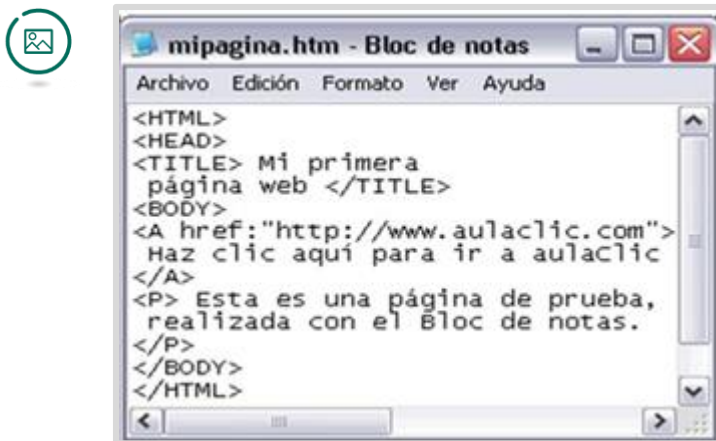 mipagina.htm - Bloc de notas
Archivo Edición Formato Ver Ayuda
<HTML>
<HEAD>
<TITLE> Mi primera
página web </TITLE>
<BODY>
<A href:"http://www.aulaclic.com">
Haz clic aquí para ir a aulaClic
</A>
<P> Esta es una página de prueba,
realizada con el Bloc de notas.
</P>
</BODY>
</HTML>